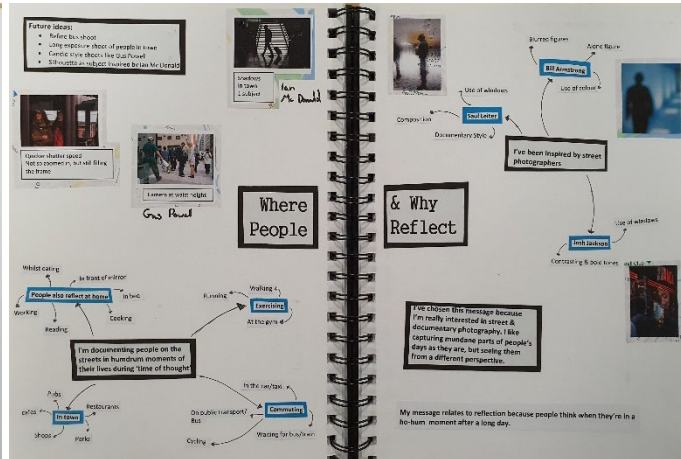 Future ideas:
Refine bus shoot
Long exposure shoot of people in town
Candid style shoots like Gus Powell
Silhouette as subject inspired by Ian Mc Donald
Shadows
In town
1 subject
Ian
Mc Donald
Quicker shutter speed
Not so zoomed in, but still filling
the frame
Camera at waist height
Gus Powell
Where
People
Whilst eating
In front of mirror
People also reflect at home
In bed
Working
Cooking
Reading
Walking
Running
Exercising
At the gym
I'm documenting people on the
streets in humdrum moments of
their lives during 'time of thought'
Pubs
Restaurants
In town
Shops
Parks
In the car/taxi
Commuting
On public transport/
Bus
Cycling
Waiting for bus/train
Blurred figures
Alone figure
Bill Armstrong
Use of colour
Use of windows
Saul Leiter
Composition
Documentary Style
I've been inspired by street
photographers
& Why
Reflect
Use of windows
Josh Jackson
Contrasting & bold tones
I've chosen this message because
I'm really interested in street &
documentary photography. I like
capturing mundane parts of people's
days as they are, but seeing them
from a different perspective.
My message relates to reflection because people think when they're in a
ho-hum moment after a long day.